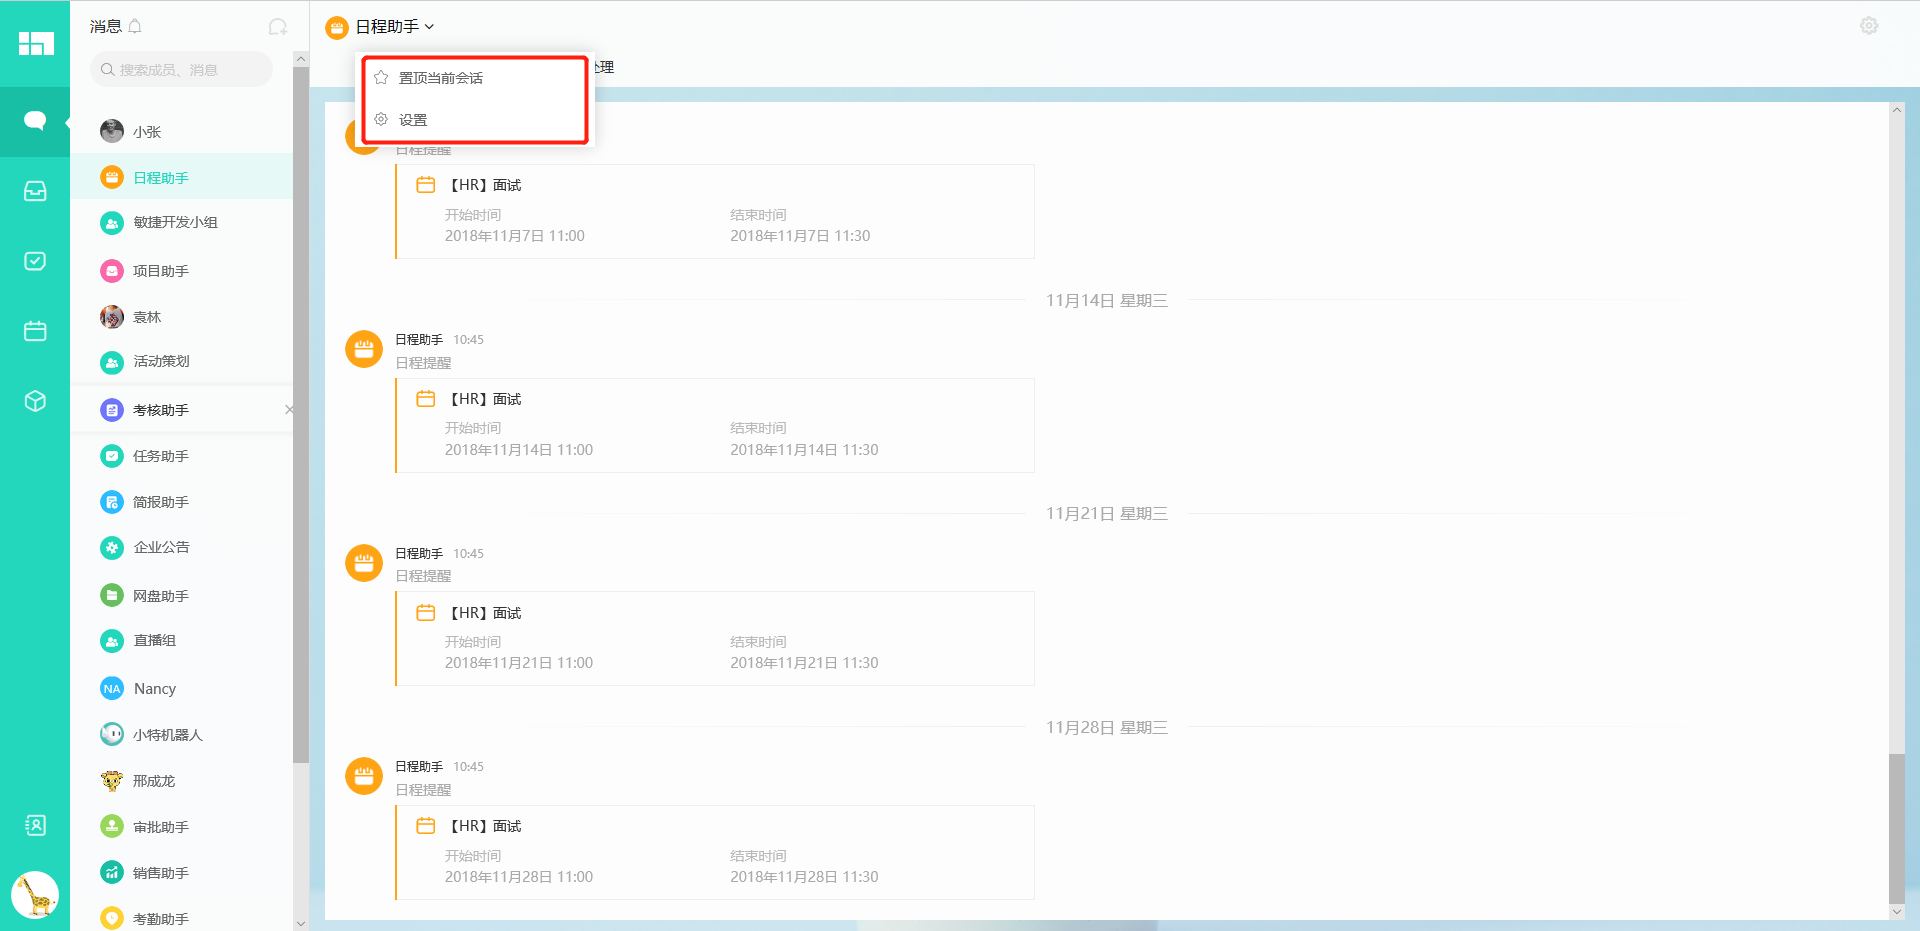 消息
搜索成员、消息
小张
日程助手
敏捷开发小组
项目助手
袁林
活动策划
考核助手
任务助手
简报助手
企业公告
网盘助手
直播组
NA Nancy
小特机器人
邢成龙
审批助手
销售助手
考勤助手
日程助手
置顶当前会话
设置
处理
日程提醒
【HR】面试
开始时间 结束时间
2018年11月7日 11:00 2018年11月7日 11:30
11月14日 星期三
日程助手 10:45
日程提醒
【HR】面试
开始时间 结束时间
2018年11月14日 11:00 2018年11月14日 11:30
11月21日 星期三
日程助手 10:45
日程提醒
【HR】面试
开始时间 结束时间
2018年11月21日 11:00 2018年11月21日 11:30
11月28日 星期三
日程助手 10:45
日程提醒
【HR】面试
开始时间 结束时间
2018年11月28日 11:00 2018年11月28日 11:30